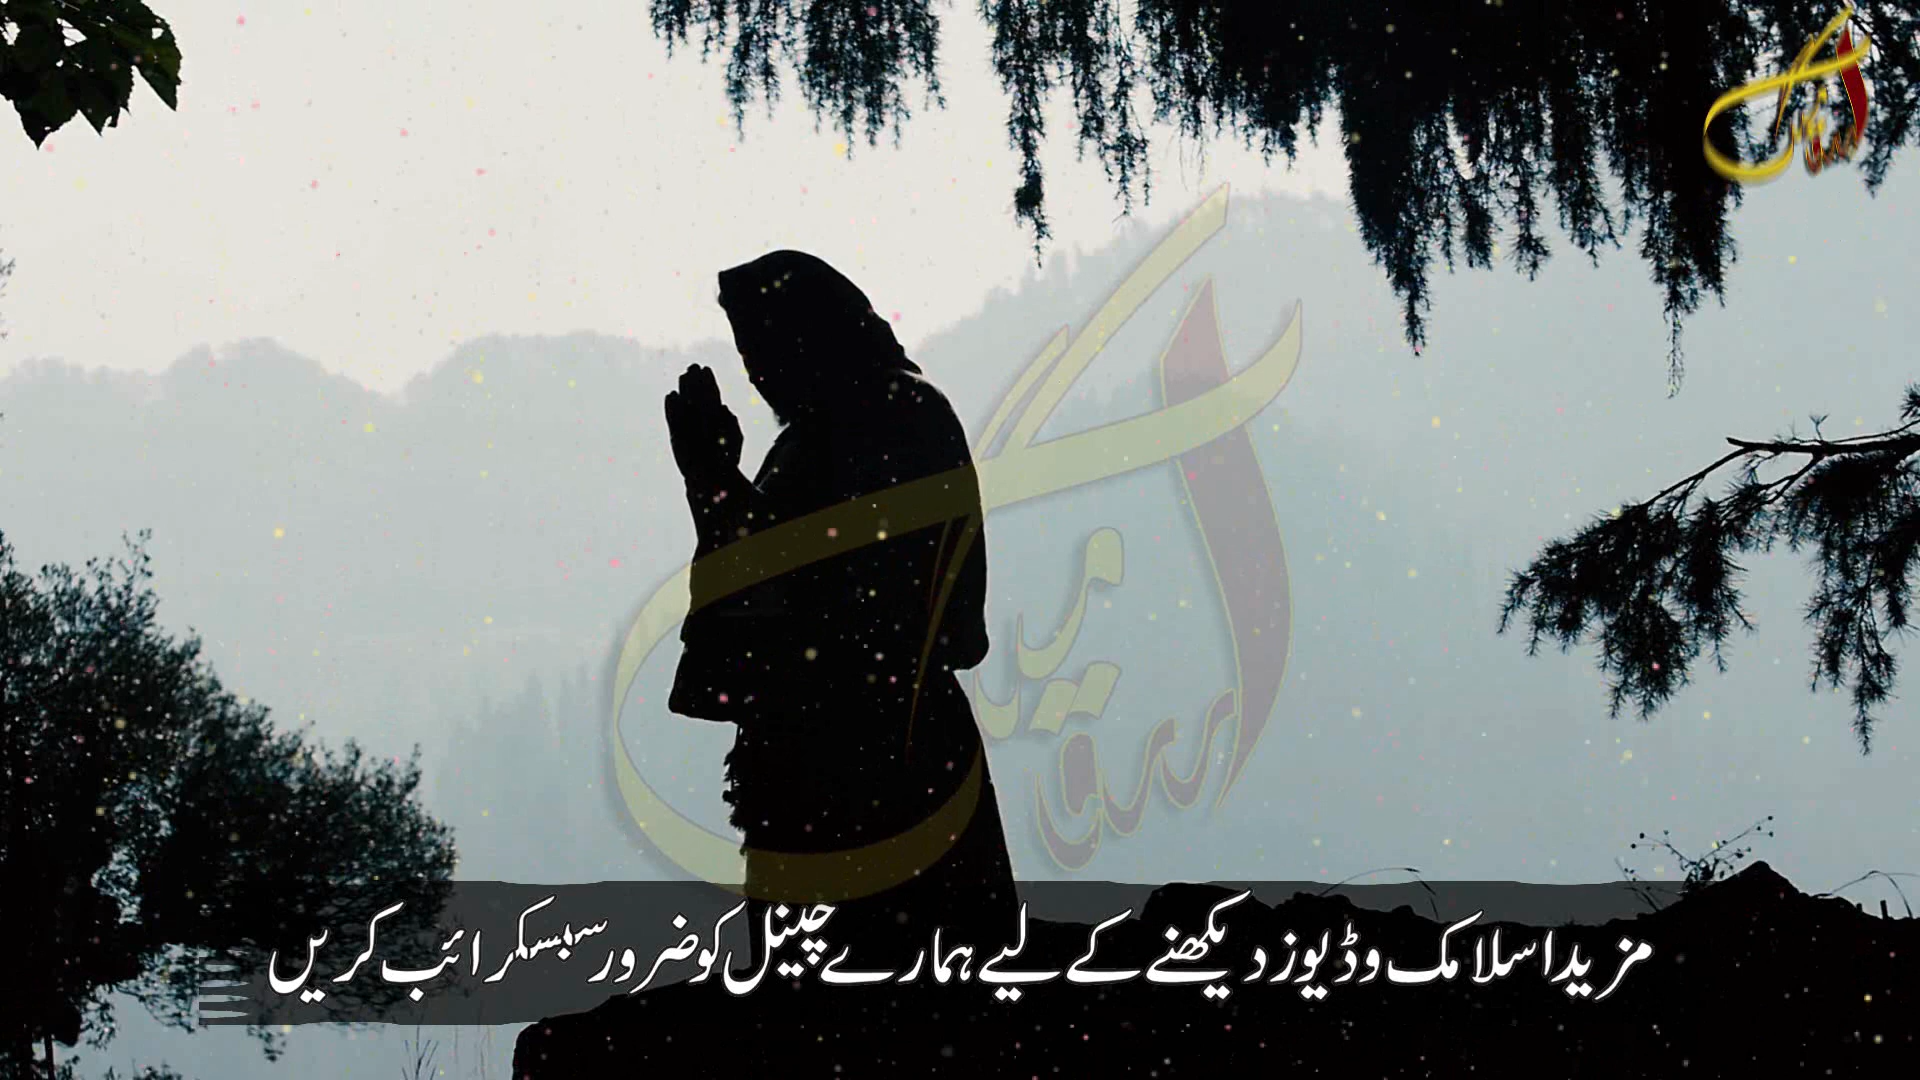 مزید اسلامک وڈیوز دیکھنے کے لیے ہمارے چینل کو ضرور سبسکرائب کریں